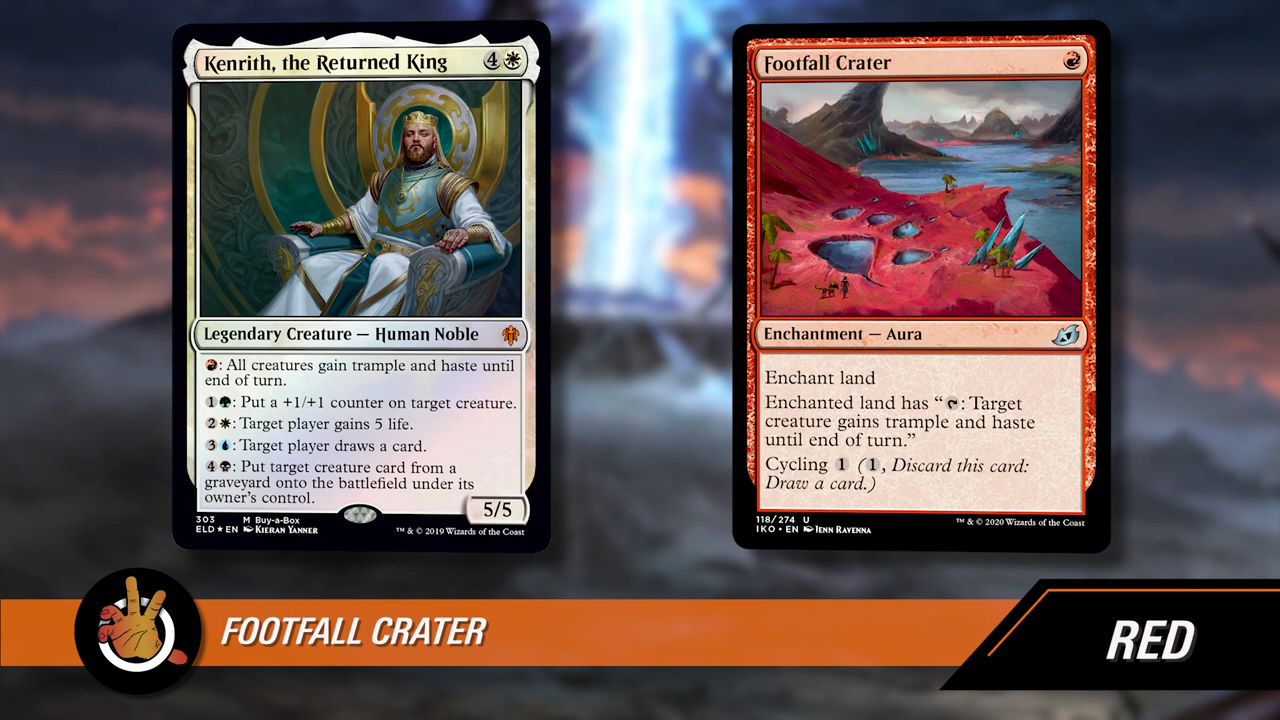 Kenrith, the Returned King 4
Legendary Creature — Human Noble
: All creatures gain trample and haste until
end of turn.
1 : Put a +1/+1 counter on target creature.
2 : Target player gains 5 life.
3 : Target player draws a card.
4 : Put target creature card from a
graveyard onto the battlefield under its
owner's control.
5/5
303 M Buy-a-Box
ELD ★ EN Kieran Yanner
™ & © 2019 Wizards of the Coast
Footfall Crater
Enchantment — Aura
Enchant land
Enchanted land has “ : Target
creature gains trample and haste
until end of turn.”
Cycling 1 (1, Discard this card:
Draw a card.)
118/274 U
IKO • EN Jenn Ravenna
™ & © 2020 Wizards of the Coast
FOOTFALL CRATER
RED